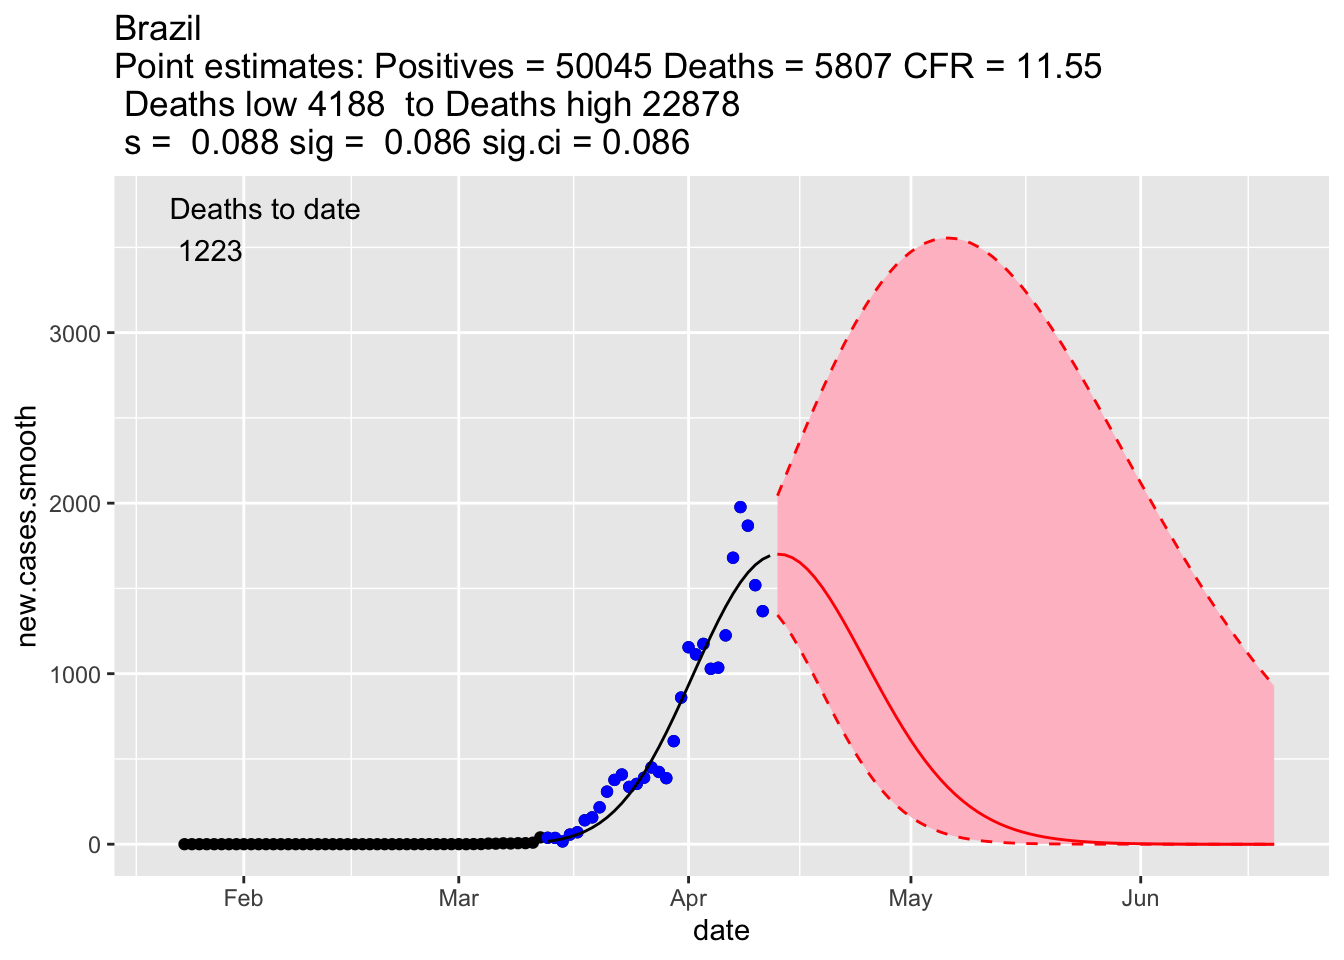 Brazil
Point estimates: Positives = 50045 Deaths = 5807 CFR = 11.55
Deaths low 4188  to Deaths high 22878
s =  0.088 sig =  0.086 sig.ci = 0.086
Deaths to date
1223
3000
2000
1000
0
new.cases.smooth
Feb Mar Apr May Jun
date